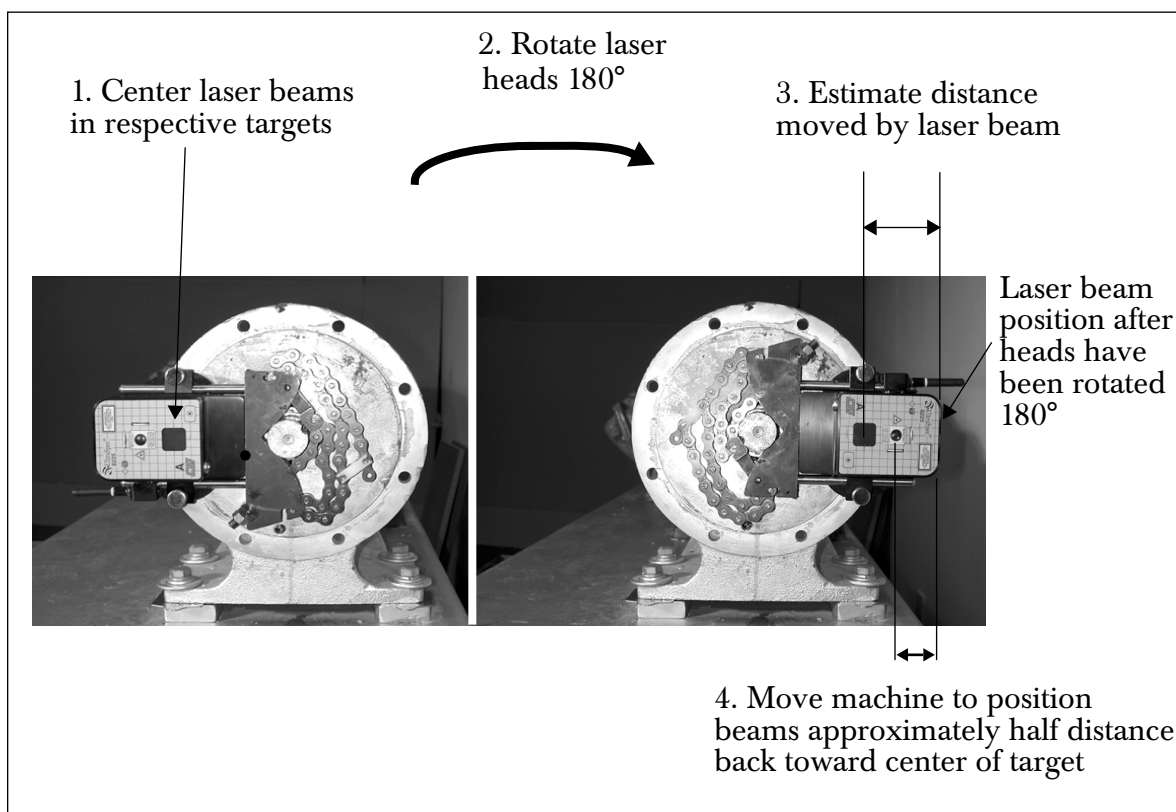 1. Center laser beams
in respective targets
2. Rotate laser
heads 180°
3. Estimate distance
moved by laser beam
Laser beam
position after
heads have
been rotated
180°
4. Move machine to position
beams approximately half distance
back toward center of target